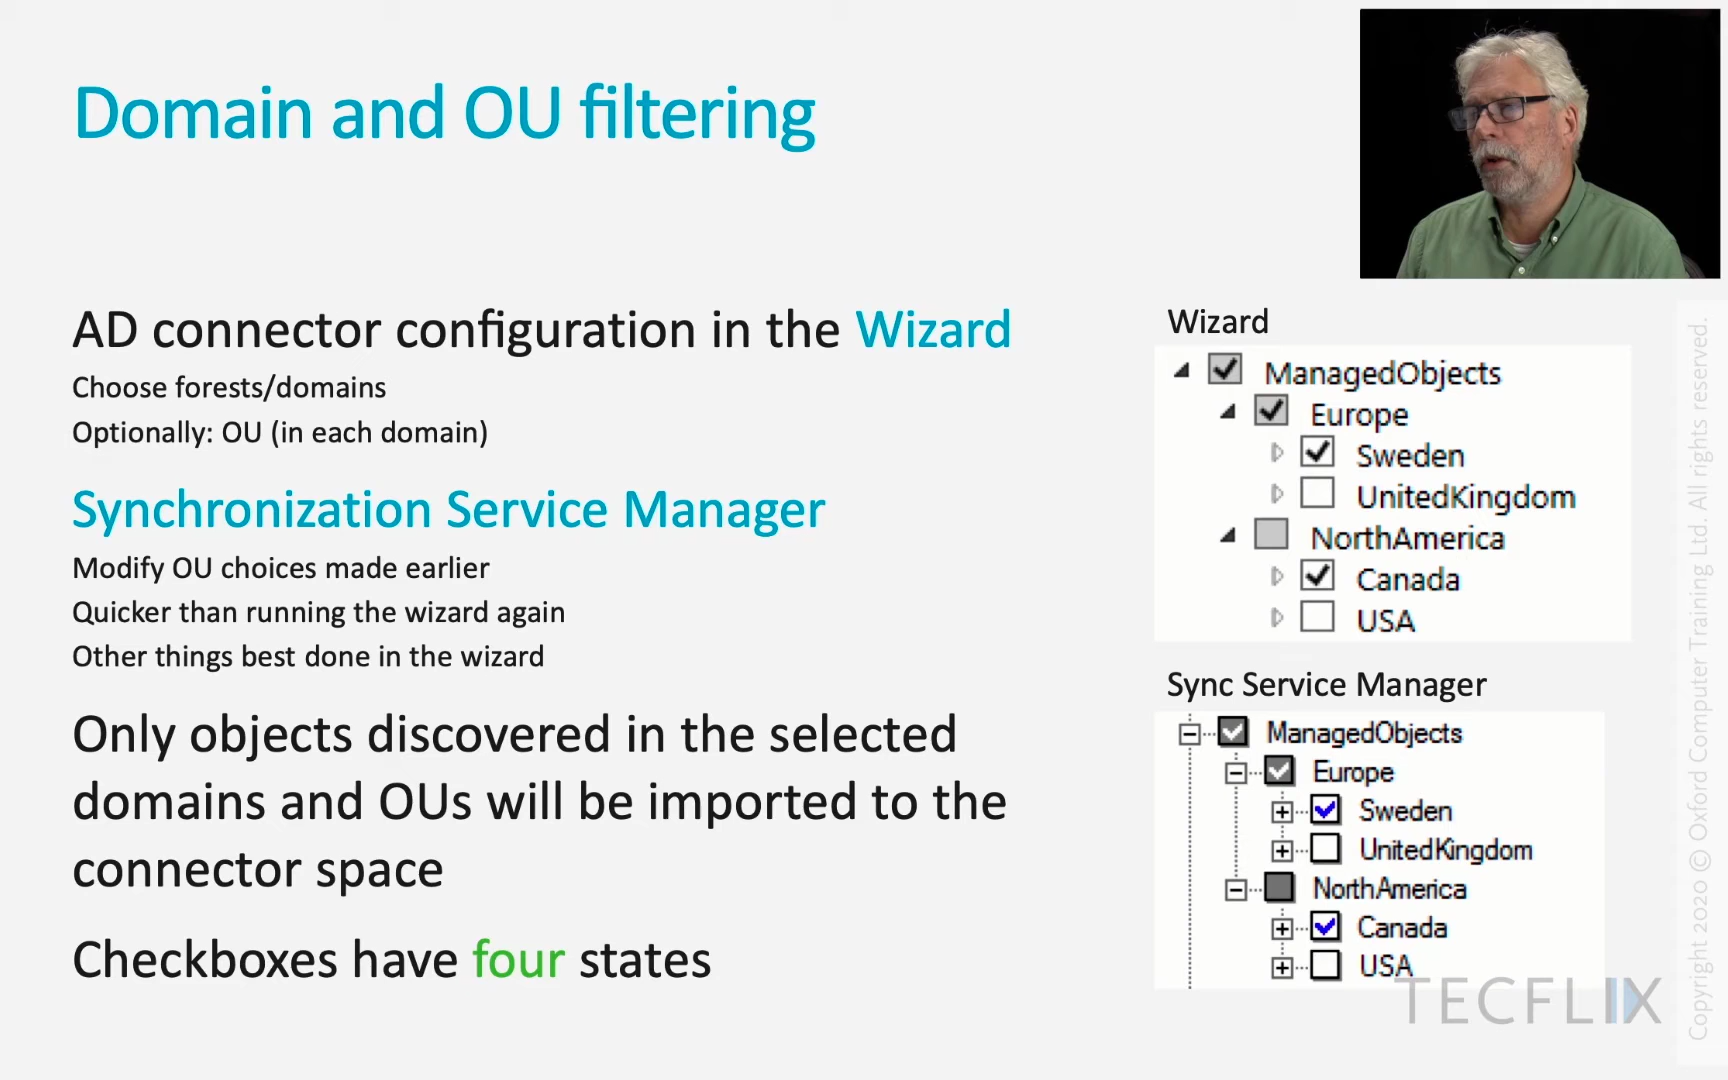 Domain and OU filtering
AD connector configuration in the Wizard
Choose forests/domains
Optionally: OU (in each domain)
Synchronization Service Manager
Modify OU choices made earlier
Quicker than running the wizard again
Other things best done in the wizard
Only objects discovered in the selected
domains and OUs will be imported to the
connector space
Checkboxes have four states
Wizard
ManagedObjects
Europe
Sweden
UnitedKingdom
NorthAmerica
Canada
USA
Sync Service Manager
ManagedObjects
Europe
Sweden
UnitedKingdom
NorthAmerica
Canada
USA
TECFLIX
Copyright 2020 © Oxford Computer Training Ltd. All rights reserved.